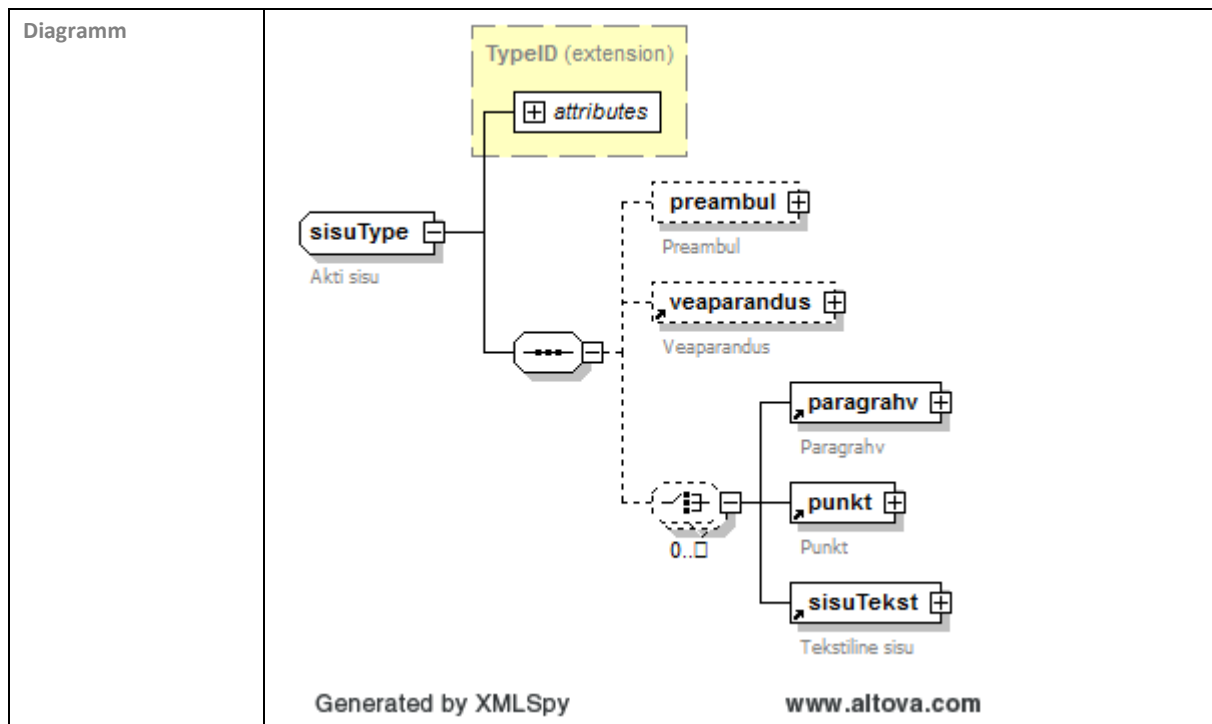 Diagramm
TypeID (extension)
attributes
preambul
Preambul
sisuType
Akti sisu
veaparandus
Veaparandus
paragrahv
Paragrahv
punkt
Punkt
0..□
sisuTekst
Tekstiline sisu
Generated by XMLSpy
www.altova.com